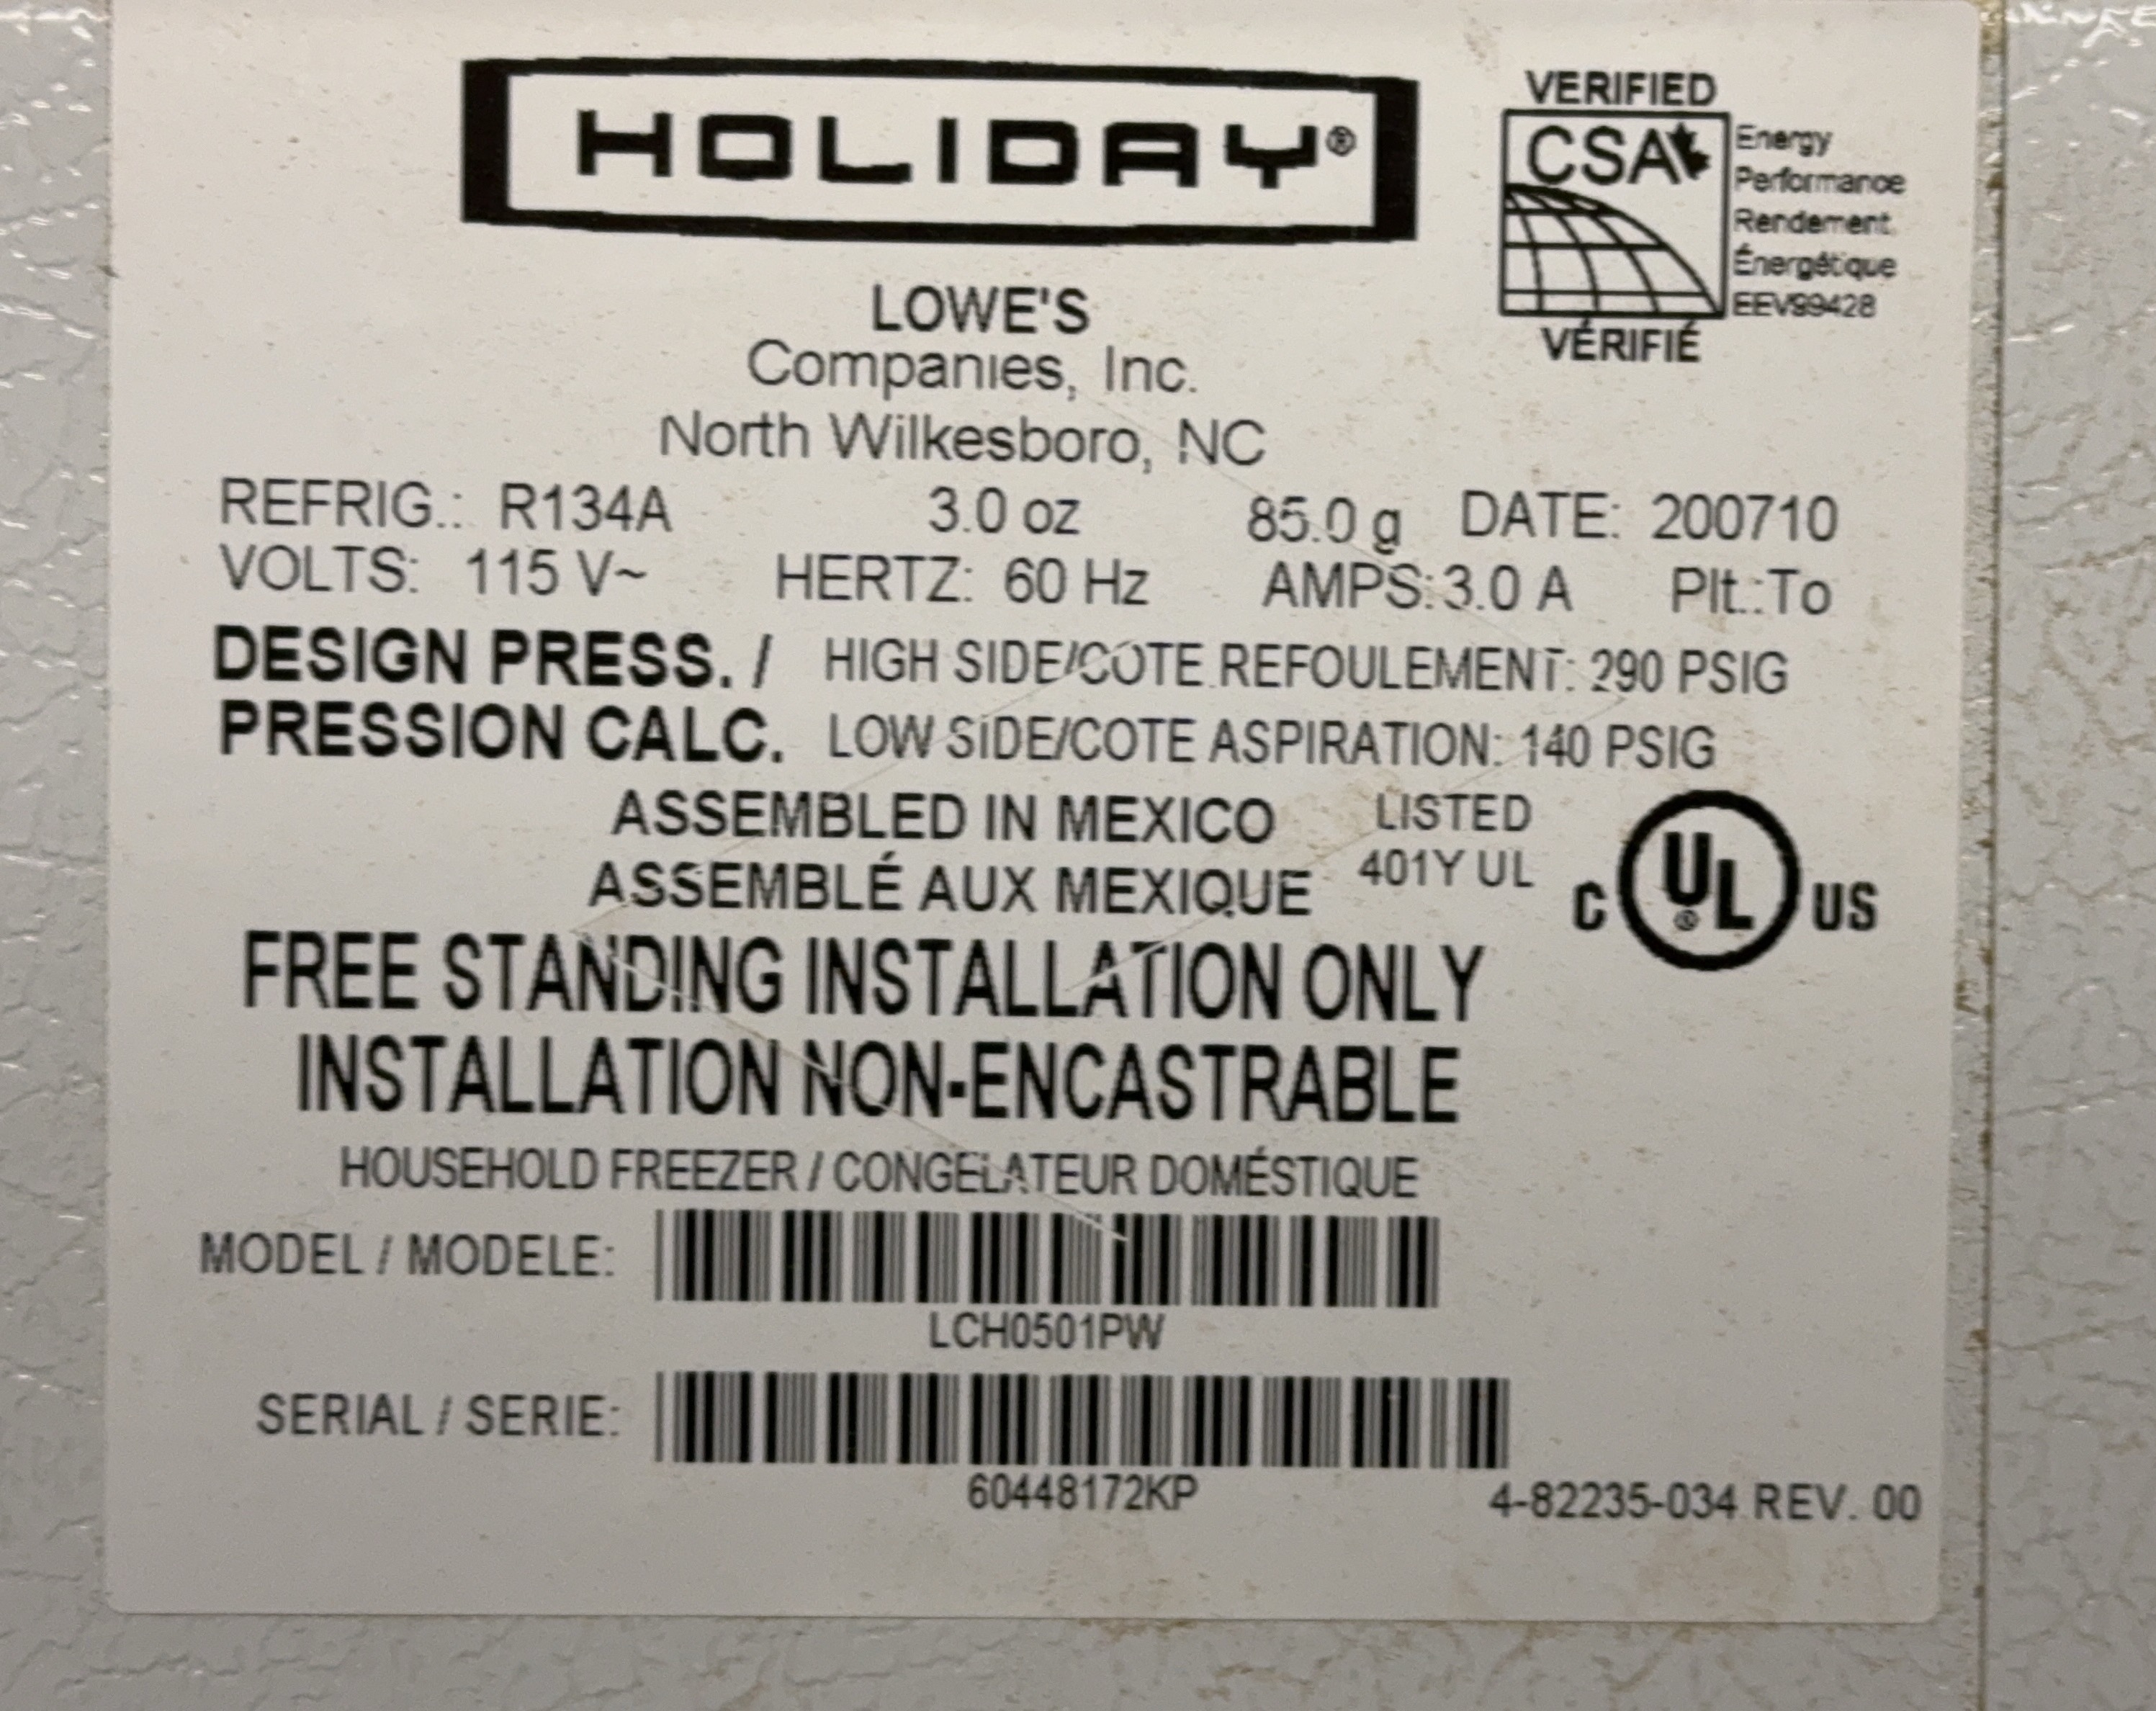 HOLIDAY®
VERIFIED
CSA
Energy
Performance
Rendement
Énergétique
EEV99428
VÉRIFIÉ
LOWE'S
Companies, Inc.
North Wilkesboro, NC
REFRIG.: R134A 3.0 oz 85.0 g DATE: 200710
VOLTS: 115 V~ HERTZ: 60 Hz AMPS:3.0 A Plt.:To
DESIGN PRESS. / HIGH SIDE/COTE REFOULEMENT: 290 PSIG
PRESSION CALC. LOW SIDE/COTE ASPIRATION: 140 PSIG
ASSEMBLED IN MEXICO LISTED
ASSEMBLÉ AUX MEXIQUE 401Y UL
C UL® US
FREE STANDING INSTALLATION ONLY
INSTALLATION NON-ENCASTRABLE
HOUSEHOLD FREEZER / CONGELATEUR DOMÉSTIQUE
MODEL / MODELE:
LCH0501PW
SERIAL / SERIE:
60448172KP
4-82235-034 REV. 00